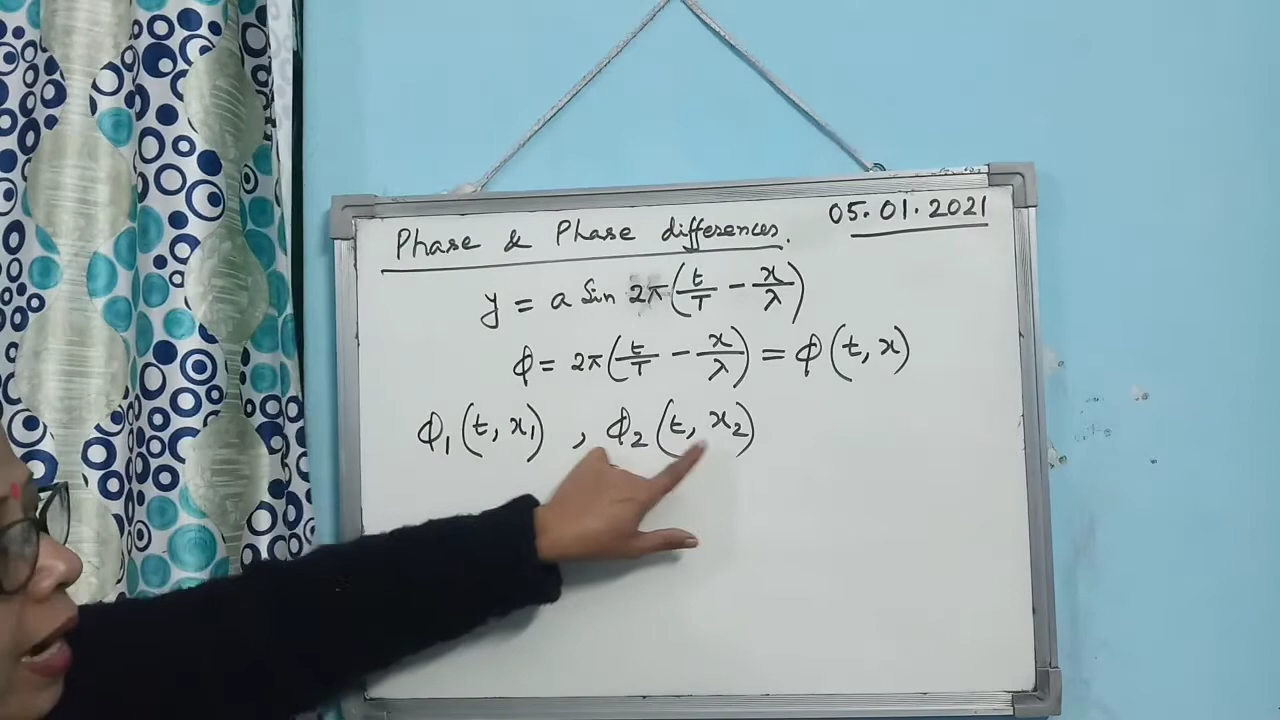 Phase & Phase differences.
05.01.2021
y = a Sin 2π(t/T − x/λ)
ϕ = 2π(t/T − x/λ) = ϕ(t, x)
ϕ₁(t, x₁) , ϕ₂(t, x₂)